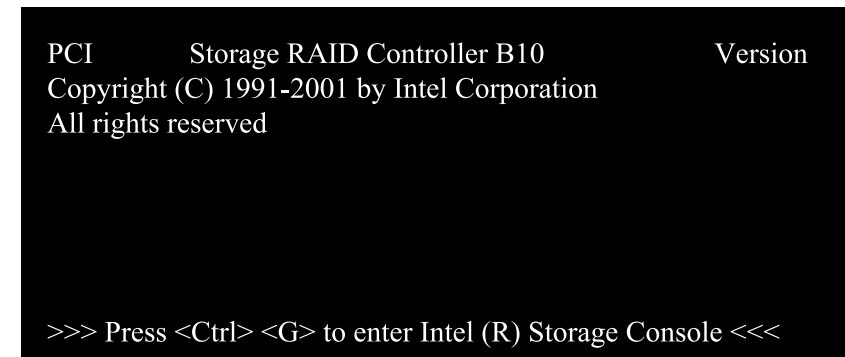 PCI Storage RAID Controller B10 Version
Copyright (C) 1991-2001 by Intel Corporation
All rights reserved
>>> Press <Ctrl> <G> to enter Intel (R) Storage Console <<<